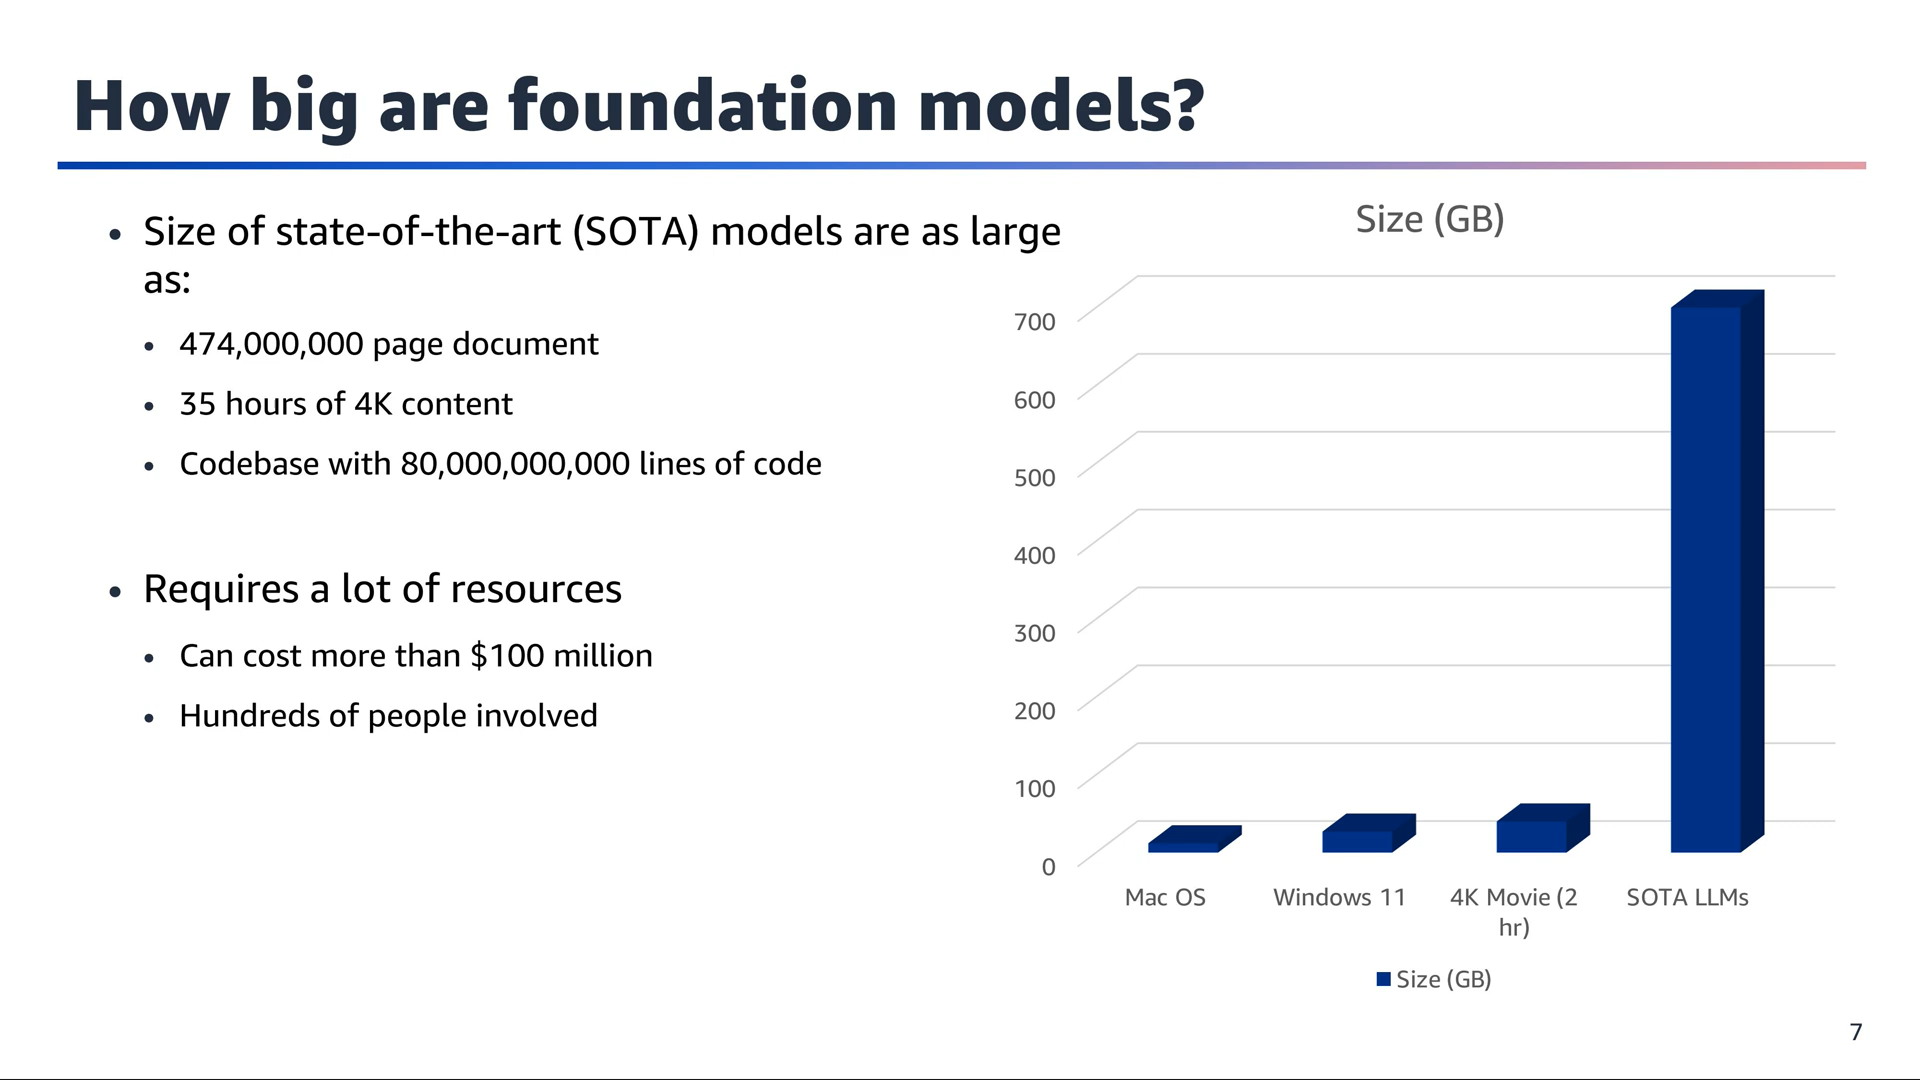 How big are foundation models?
• Size of state-of-the-art (SOTA) models are as large
as:
• 474,000,000 page document
• 35 hours of 4K content
• Codebase with 80,000,000,000 lines of code
• Requires a lot of resources
• Can cost more than $100 million
• Hundreds of people involved
Size (GB)
700
600
500
400
300
200
100
0
Mac OS
Windows 11
4K Movie (2
hr)
SOTA LLMs
Size (GB)
7